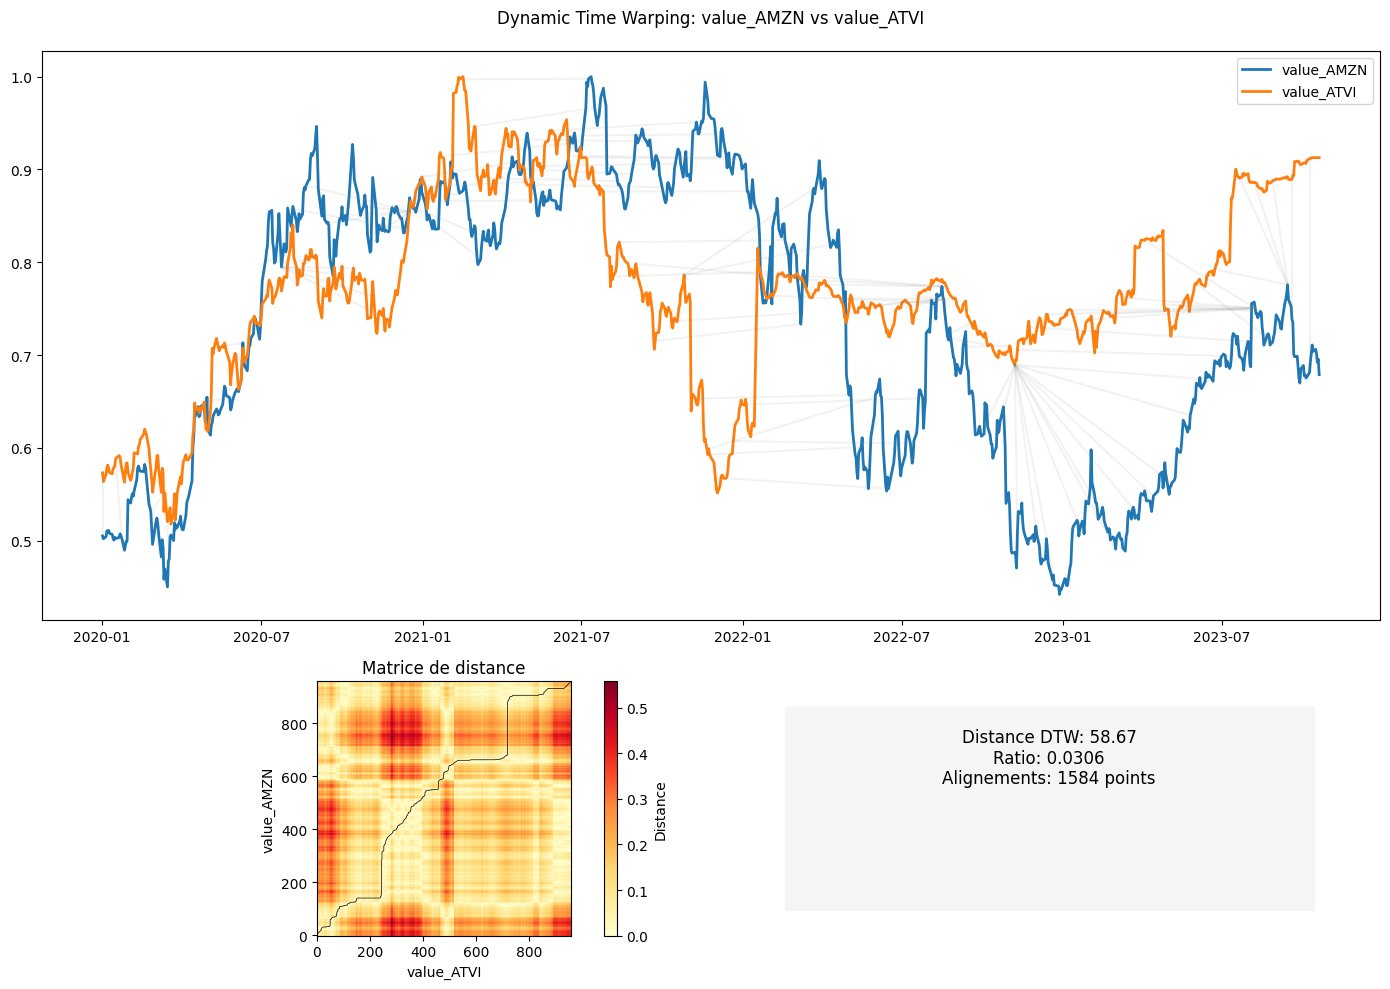 Dynamic Time Warping: value_AMZN vs value_ATVI
value_AMZN
value_ATVI
1.0
0.9
0.8
0.7
0.6
0.5
2020-01 2020-07 2021-01 2021-07 2022-01 2022-07 2023-01 2023-07
Matrice de distance
value_AMZN
800
600
400
200
0
0 200 400 600 800
value_ATVI
0.5
0.4
0.3
0.2
0.1
0.0
Distance
Distance DTW: 58.67
Ratio: 0.0306
Alignements: 1584 points